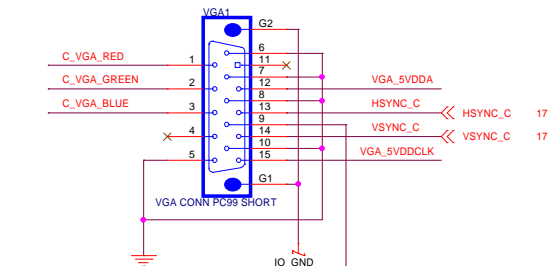 VGA1
G2
6
C_VGA_RED
1
11
7
C_VGA_GREEN
2
12
VGA_5VDDA
8
C_VGA_BLUE
3
13
HSYNC_C
HSYNC_C 17
9
4
14
VSYNC_C
VSYNC_C 17
10
5
15
VGA_5VDDCLK
G1
VGA CONN PC99 SHORT
IO_GND